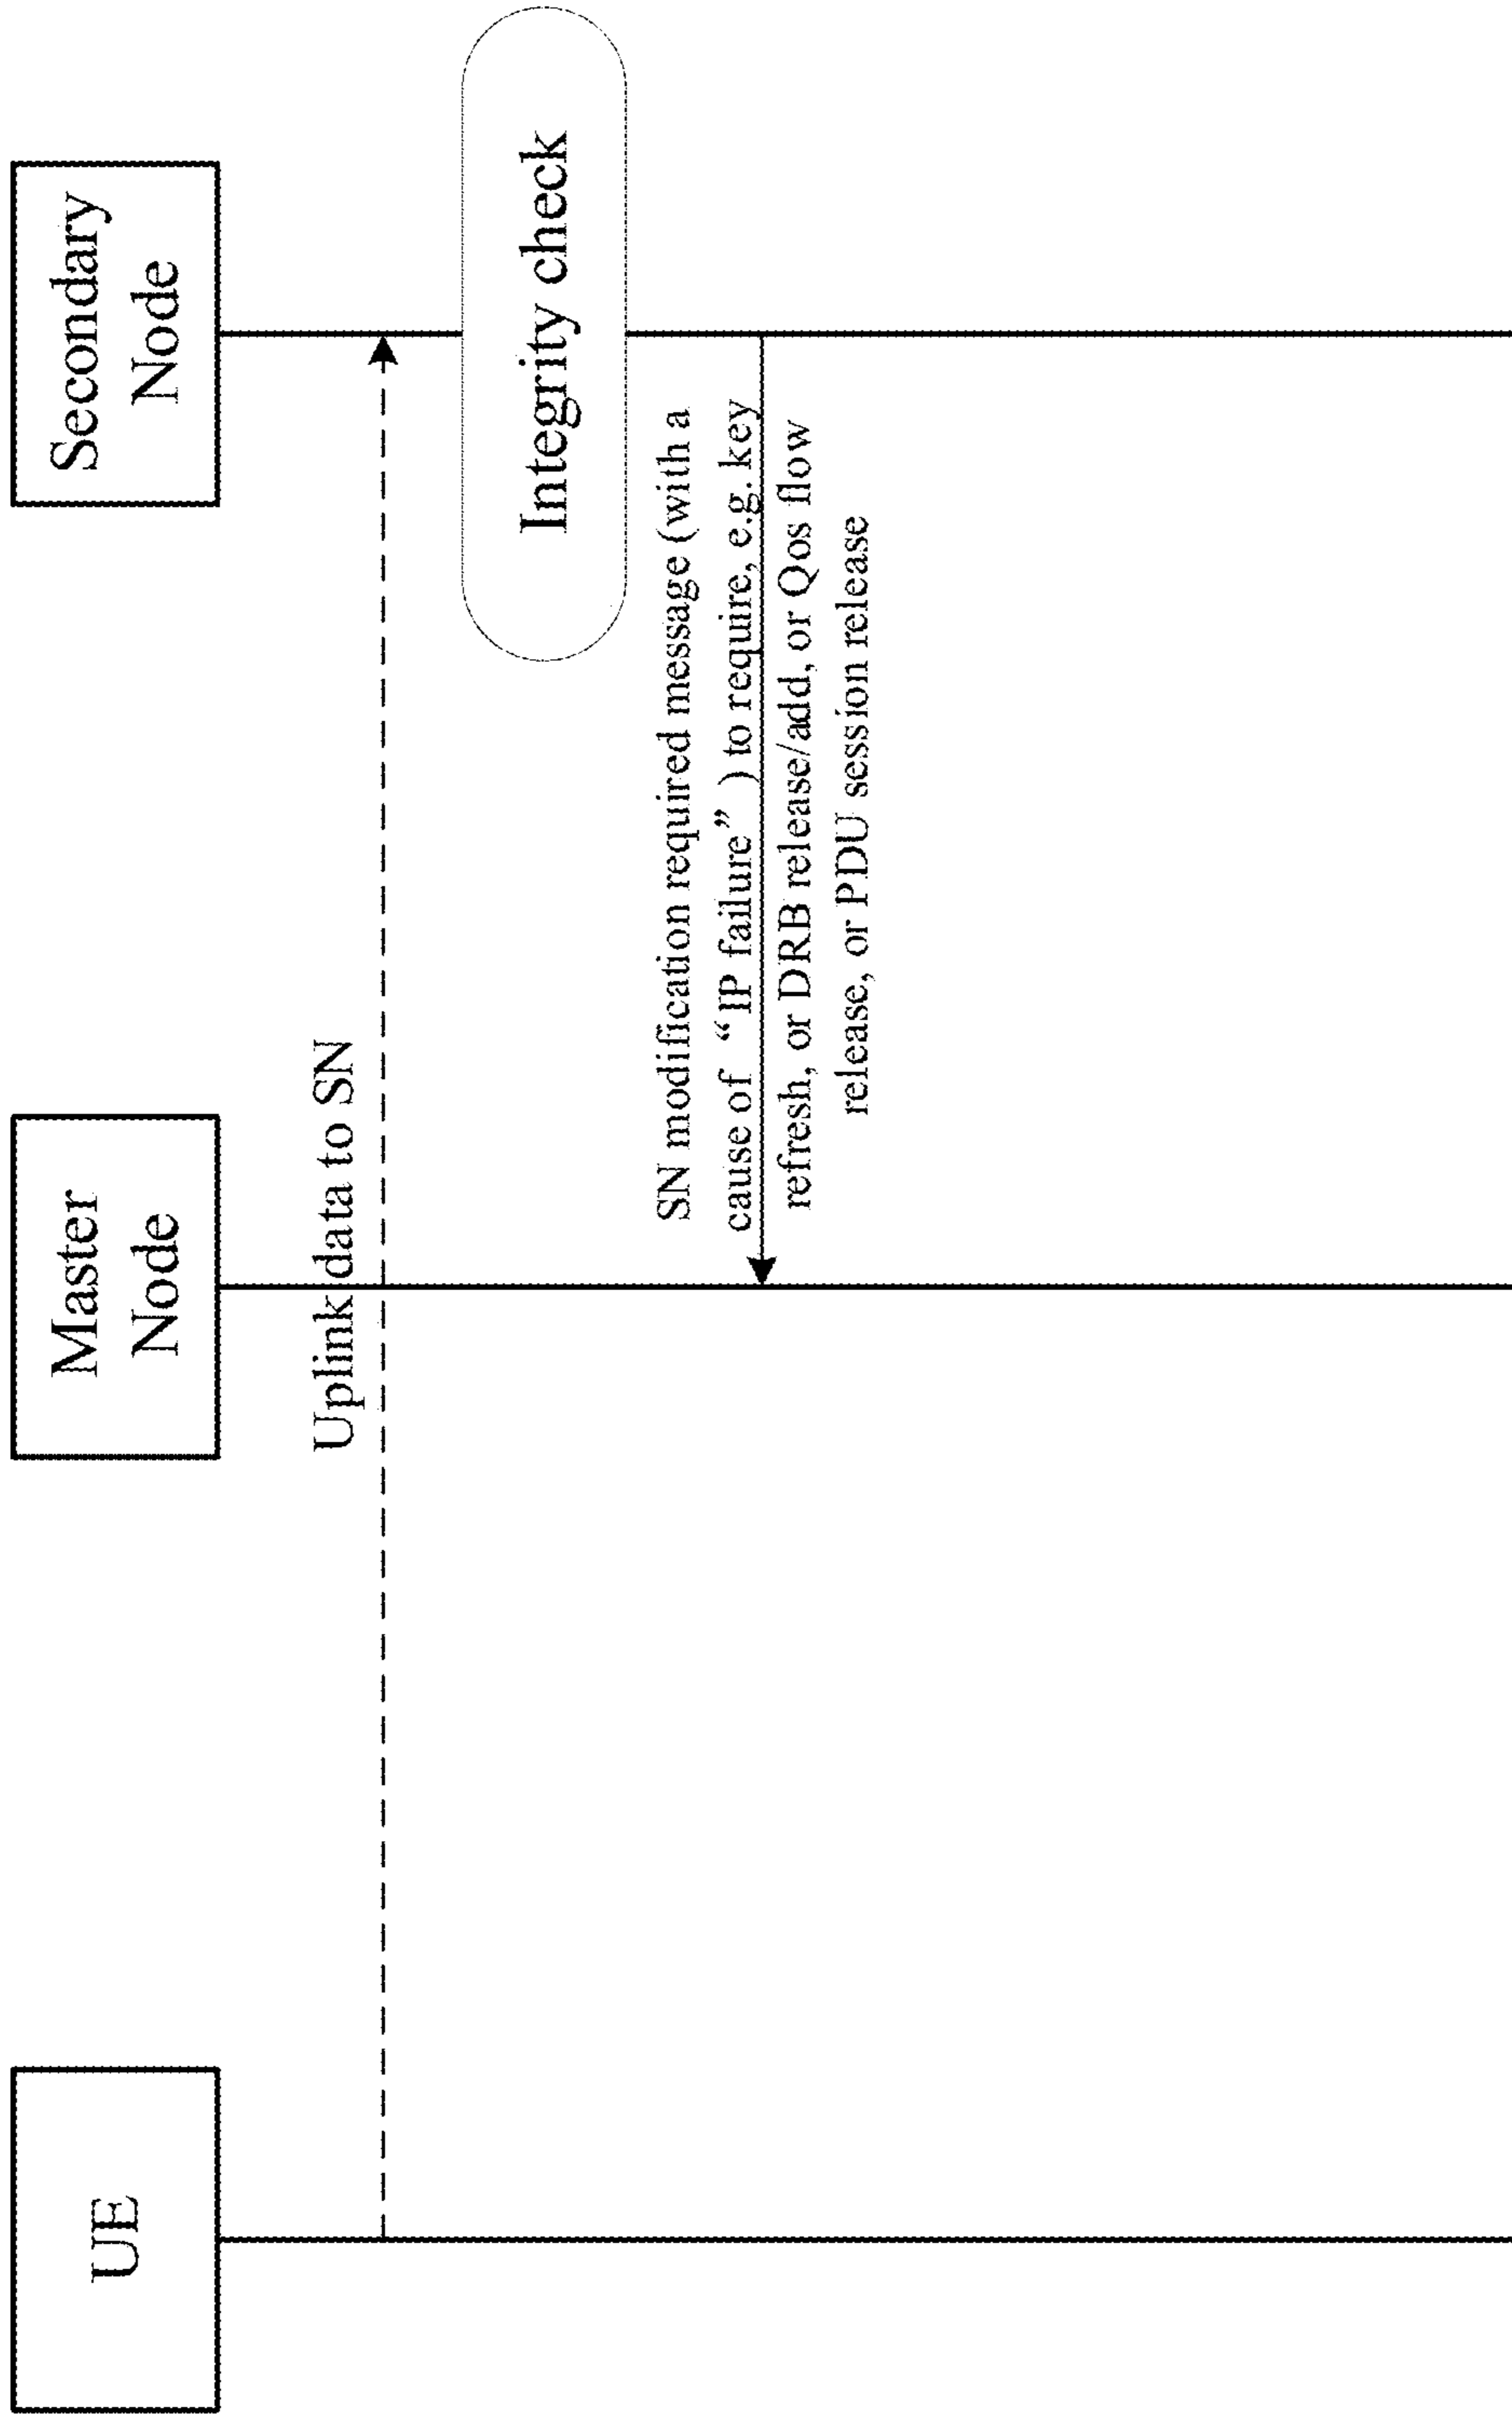 UE
Master
Node
Secondary
Node
Uplink data to SN
Integrity check
SN modification required message (with a
cause of “IP failure” ) to require, e.g. key
refresh, or DRB release/add, or Qos flow
release, or PDU session release